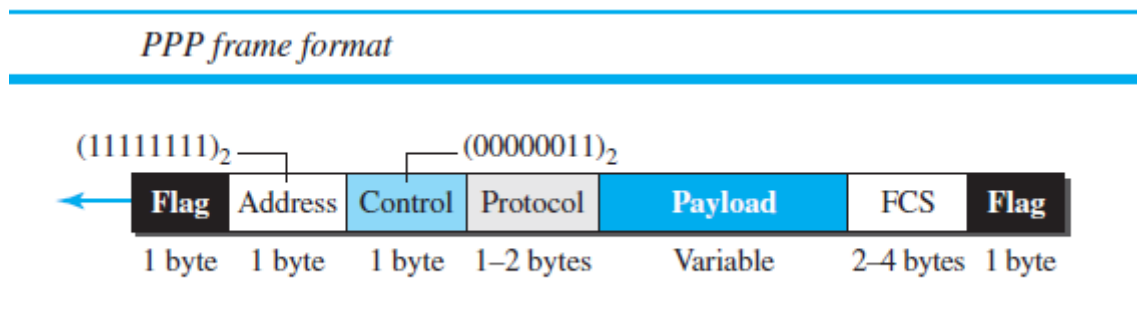 PPP frame format
(11111111)₂ (00000011)₂
Flag Address Control Protocol Payload FCS Flag
1 byte 1 byte 1 byte 1–2 bytes Variable 2–4 bytes 1 byte